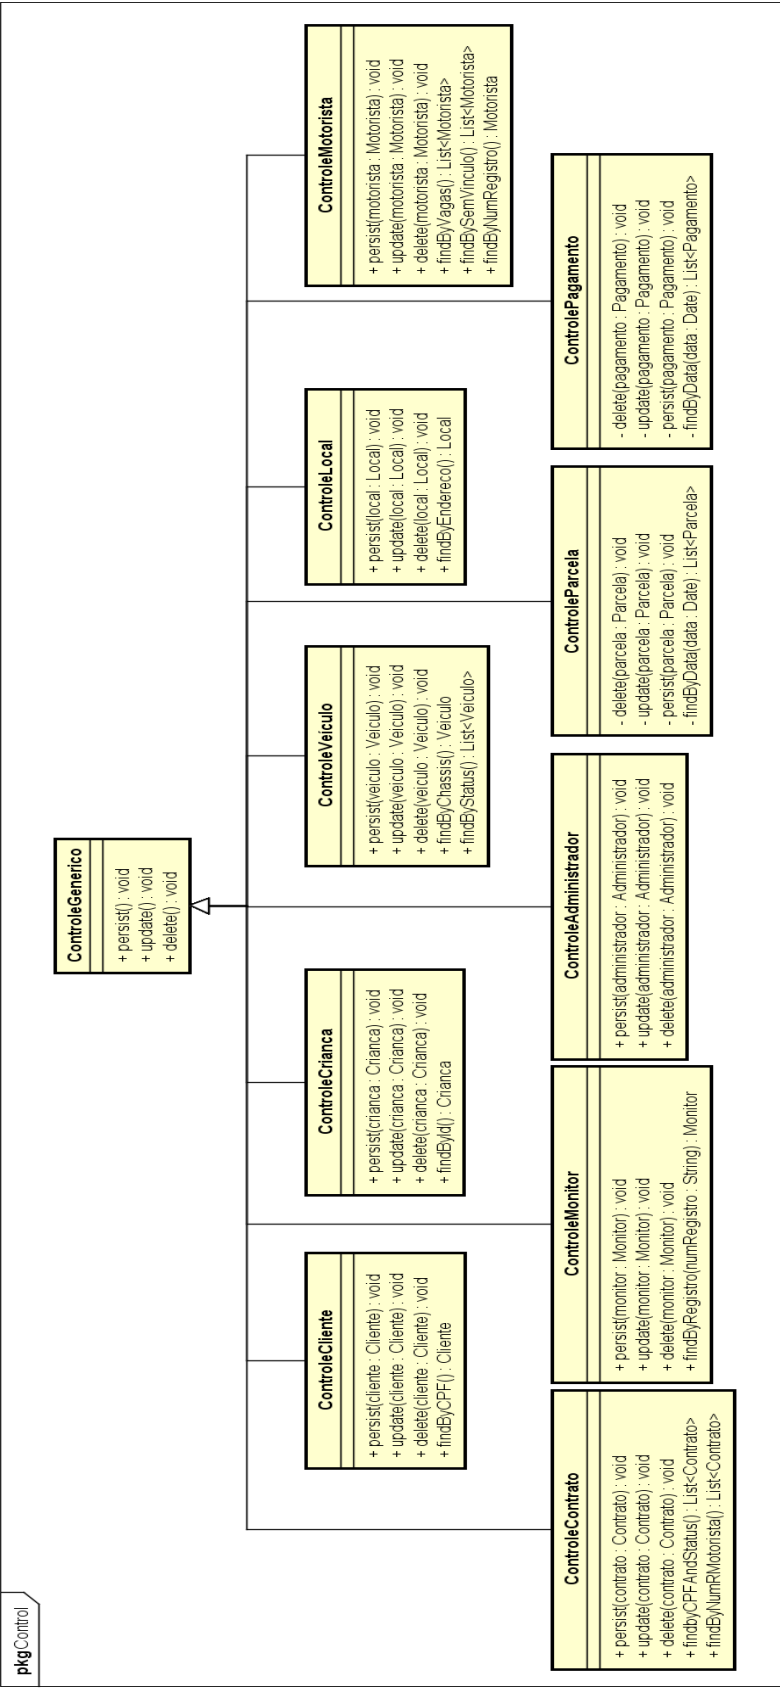 pkgControl
ControleGenerico
+ persist() : void
+ update() : void
+ delete() : void
ControleCliente
+ persist(cliente : Cliente) : void
+ update(cliente : Cliente) : void
+ delete(cliente : Cliente) : void
+ findByCPF() : Cliente
ControleCrianca
+ persist(crianca : Crianca) : void
+ update(crianca : Crianca) : void
+ delete(crianca : Crianca) : void
+ findById() : Crianca
ControleVeiculo
+ persist(veiculo : Veiculo) : void
+ update(veiculo : Veiculo) : void
+ delete(veiculo : Veiculo) : void
+ findByChassis() : Veiculo
+ findByStatus() : List<Veiculo>
ControleLocal
+ persist(local : Local) : void
+ update(local : Local) : void
+ delete(local : Local) : void
+ findByEndereco() : Local
ControleMotorista
+ persist(motorista : Motorista) : void
+ update(motorista : Motorista) : void
+ delete(motorista : Motorista) : void
+ findByVagas() : List<Motorista>
+ findBySemVinculo() : List<Motorista>
+ findByNumRegistro() : Motorista
ControleContrato
+ persist(contrato : Contrato) : void
+ update(contrato : Contrato) : void
+ delete(contrato : Contrato) : void
+ findbyCPFAndStatus() : List<Contrato>
+ findByNumRMotorista() : List<Contrato>
ControleMonitor
+ persist(monitor : Monitor) : void
+ update(monitor : Monitor) : void
+ delete(monitor : Monitor) : void
+ findByRegistro(numRegistro : String) : Monitor
ControleAdministrador
+ persist(administrador : Administrador) : void
+ update(administrador : Administrador) : void
+ delete(administrador : Administrador) : void
ControleParcela
- delete(parcela : Parcela) : void
- update(parcela : Parcela) : void
- persist(parcela : Parcela) : void
- findByData(data : Date) : List<Parcela>
ControlePagamento
- delete(pagamento : Pagamento) : void
- update(pagamento : Pagamento) : void
- persist(pagamento : Pagamento) : void
- findByData(data : Date) : List<Pagamento>